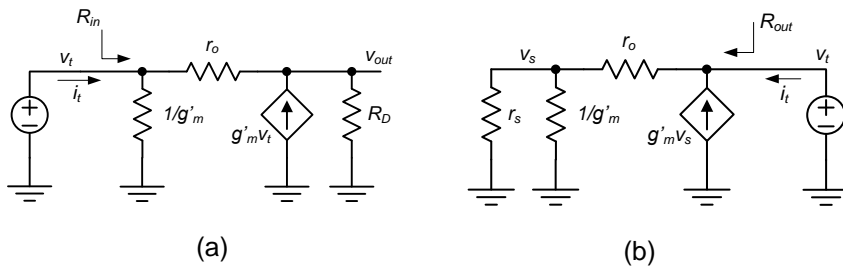 R_in
v_t
r_o
v_out
i_t
1/g'_m
g'_m v_t
R_D
(a)
R_out
v_s
r_o
v_t
i_t
r_s
1/g'_m
g'_m v_s
(b)